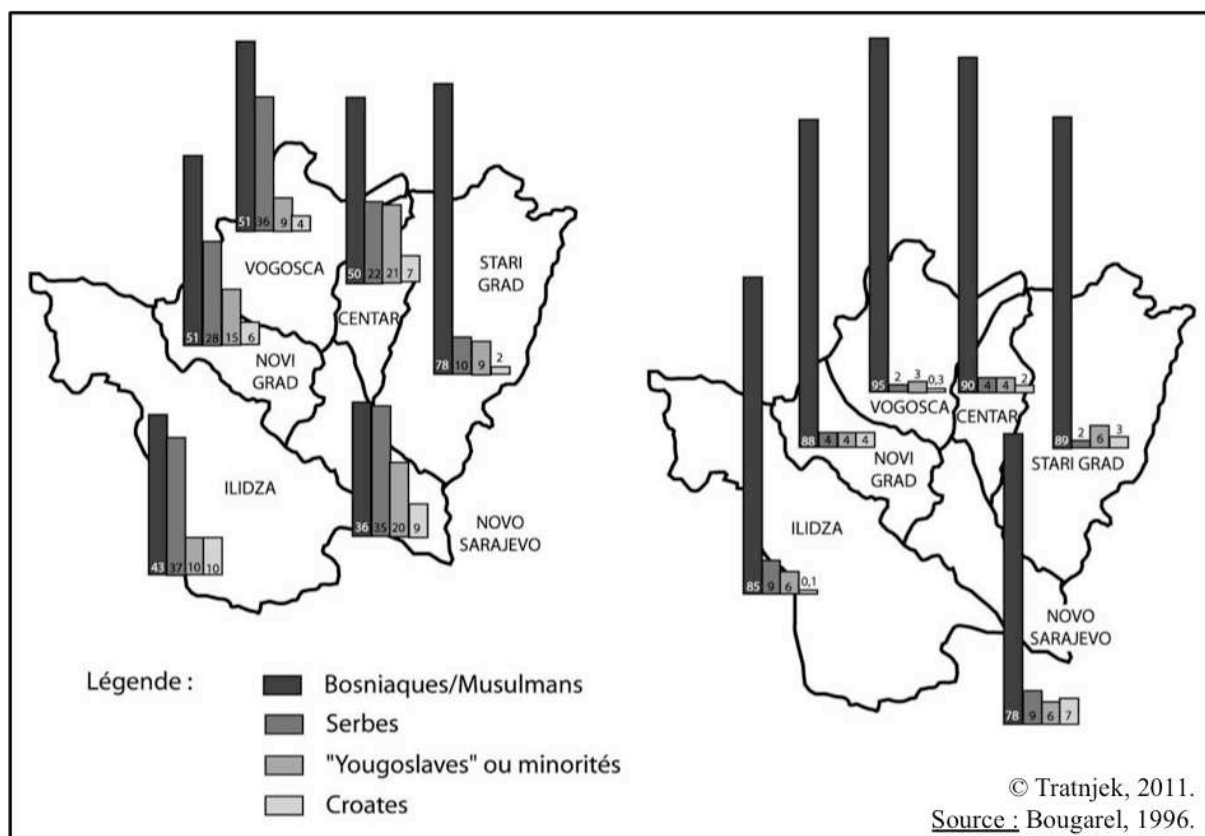 51 36 9 4
VOGOSCA
50 22 21 7
CENTAR
78 10 9 2
STARI
GRAD
51 28 15 6
NOVI
GRAD
43 37 10 10
ILIDZA
36 35 20 9
NOVO
SARAJEVO
95 2 3 0,3
VOGOSCA
90 4 4 2
CENTAR
89 2 6 3
STARI GRAD
88 4 4 4
NOVI
GRAD
85 9 6 0,1
ILIDZA
78 9 6 7
NOVO
SARAJEVO
Légende :
Bosniaques/Musulmans
Serbes
"Yougoslaves" ou minorités
Croates
© Tratnjek, 2011.
Source : Bougarel, 1996.